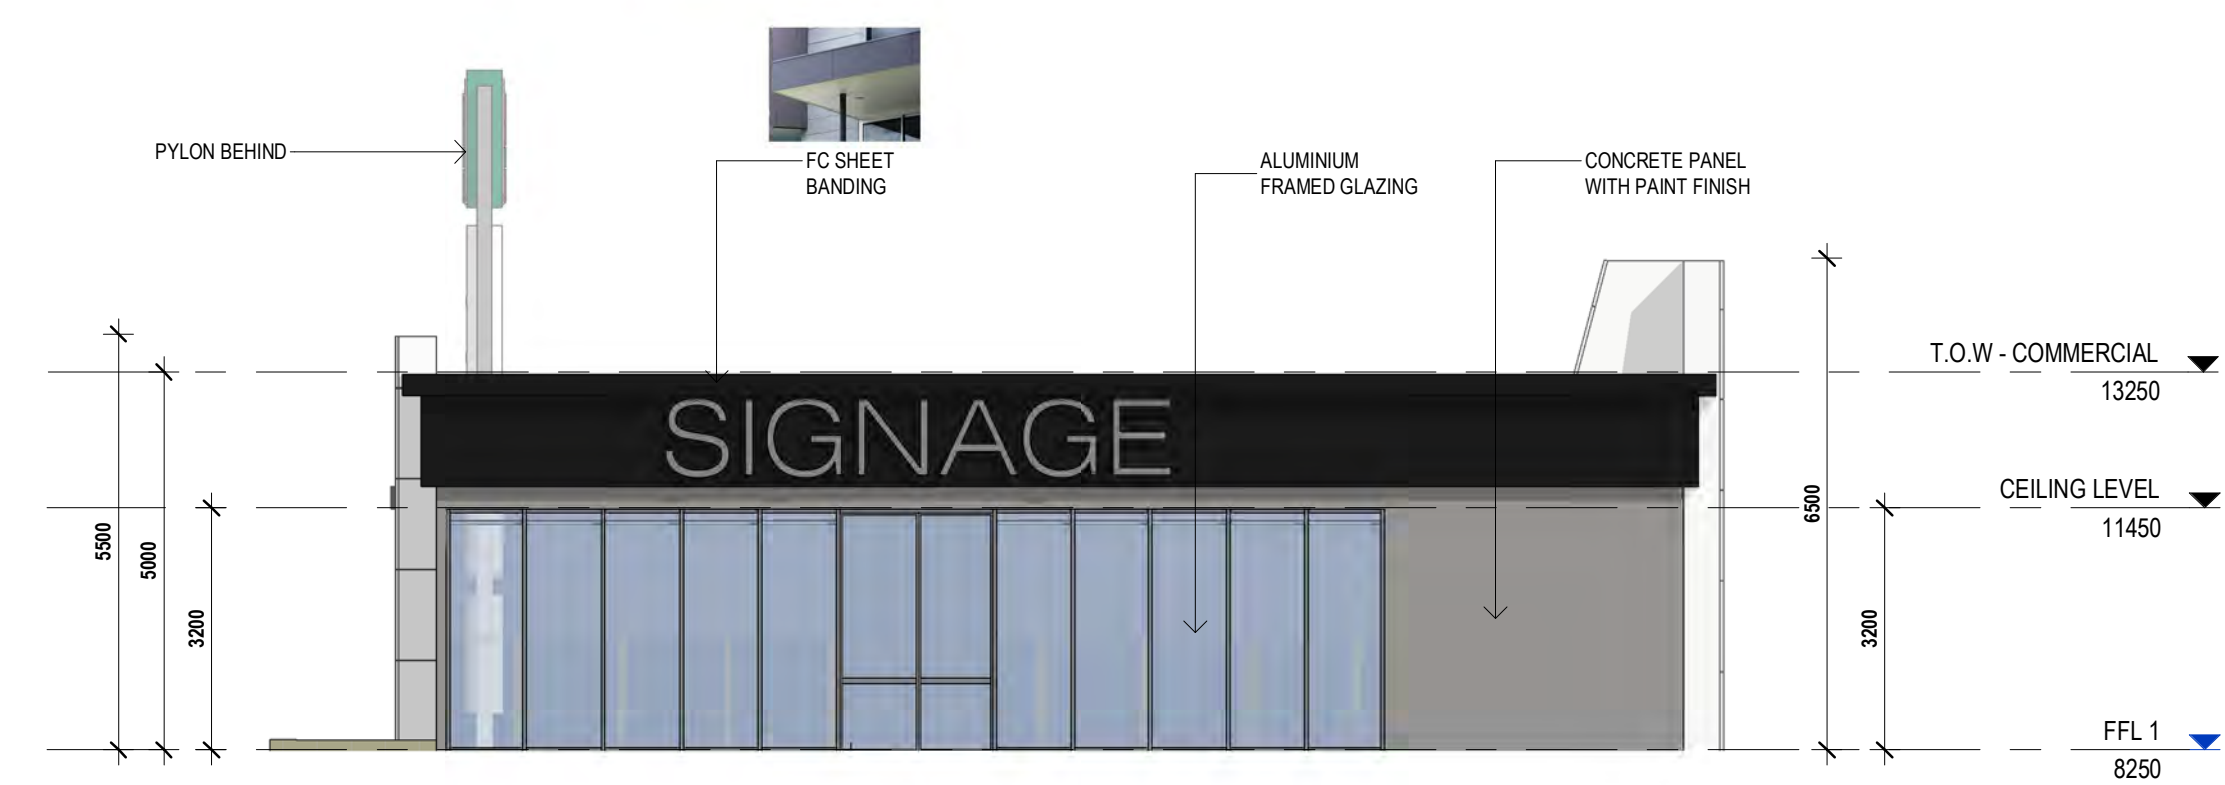 PYLON BEHIND
FC SHEET
BANDING
ALUMINIUM
FRAMED GLAZING
CONCRETE PANEL
WITH PAINT FINISH
T.O.W - COMMERCIAL
13250
SIGNAGE
CEILING LEVEL
11450
5500
5000
3200
6500
3200
FFL 1
8250